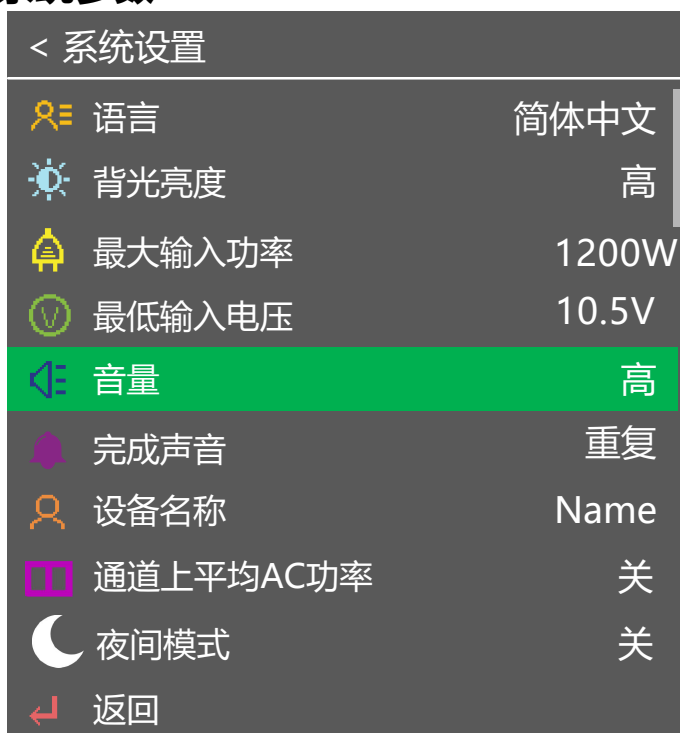 < 系统设置
语言 简体中文
背光亮度 高
最大输入功率 1200W
最低输入电压 10.5V
音量 高
完成声音 重复
设备名称 Name
通道上平均AC功率 关
夜间模式 关
返回